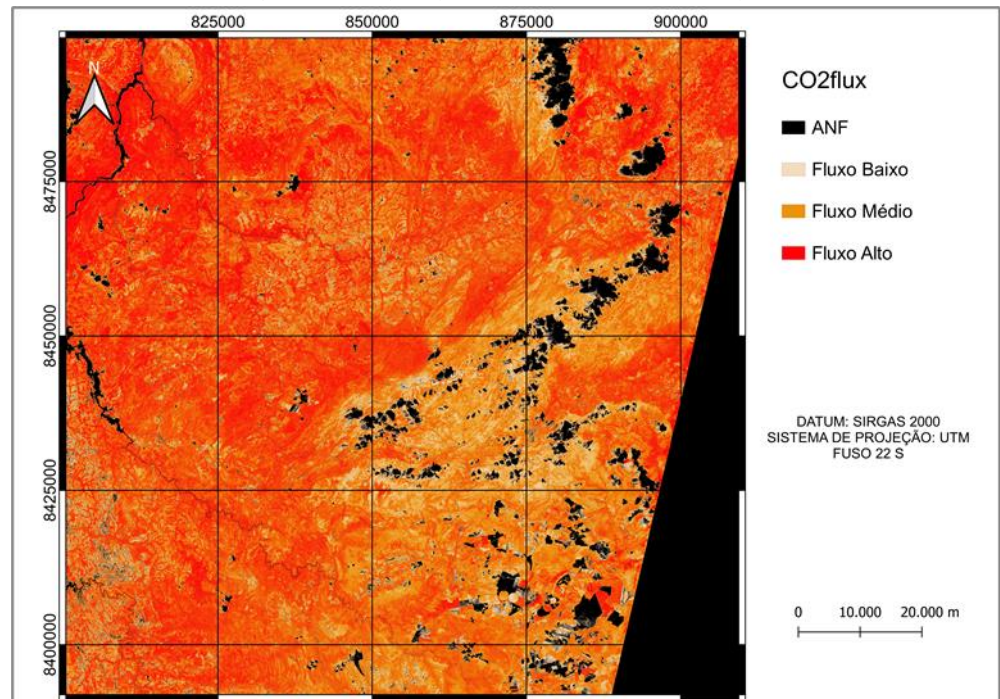 825000 850000 875000 900000
N
8475000
8450000
8425000
8400000
CO2flux
ANF
Fluxo Baixo
Fluxo Médio
Fluxo Alto
DATUM: SIRGAS 2000
SISTEMA DE PROJEÇÃO: UTM
FUSO 22 S
0 10.000 20.000 m